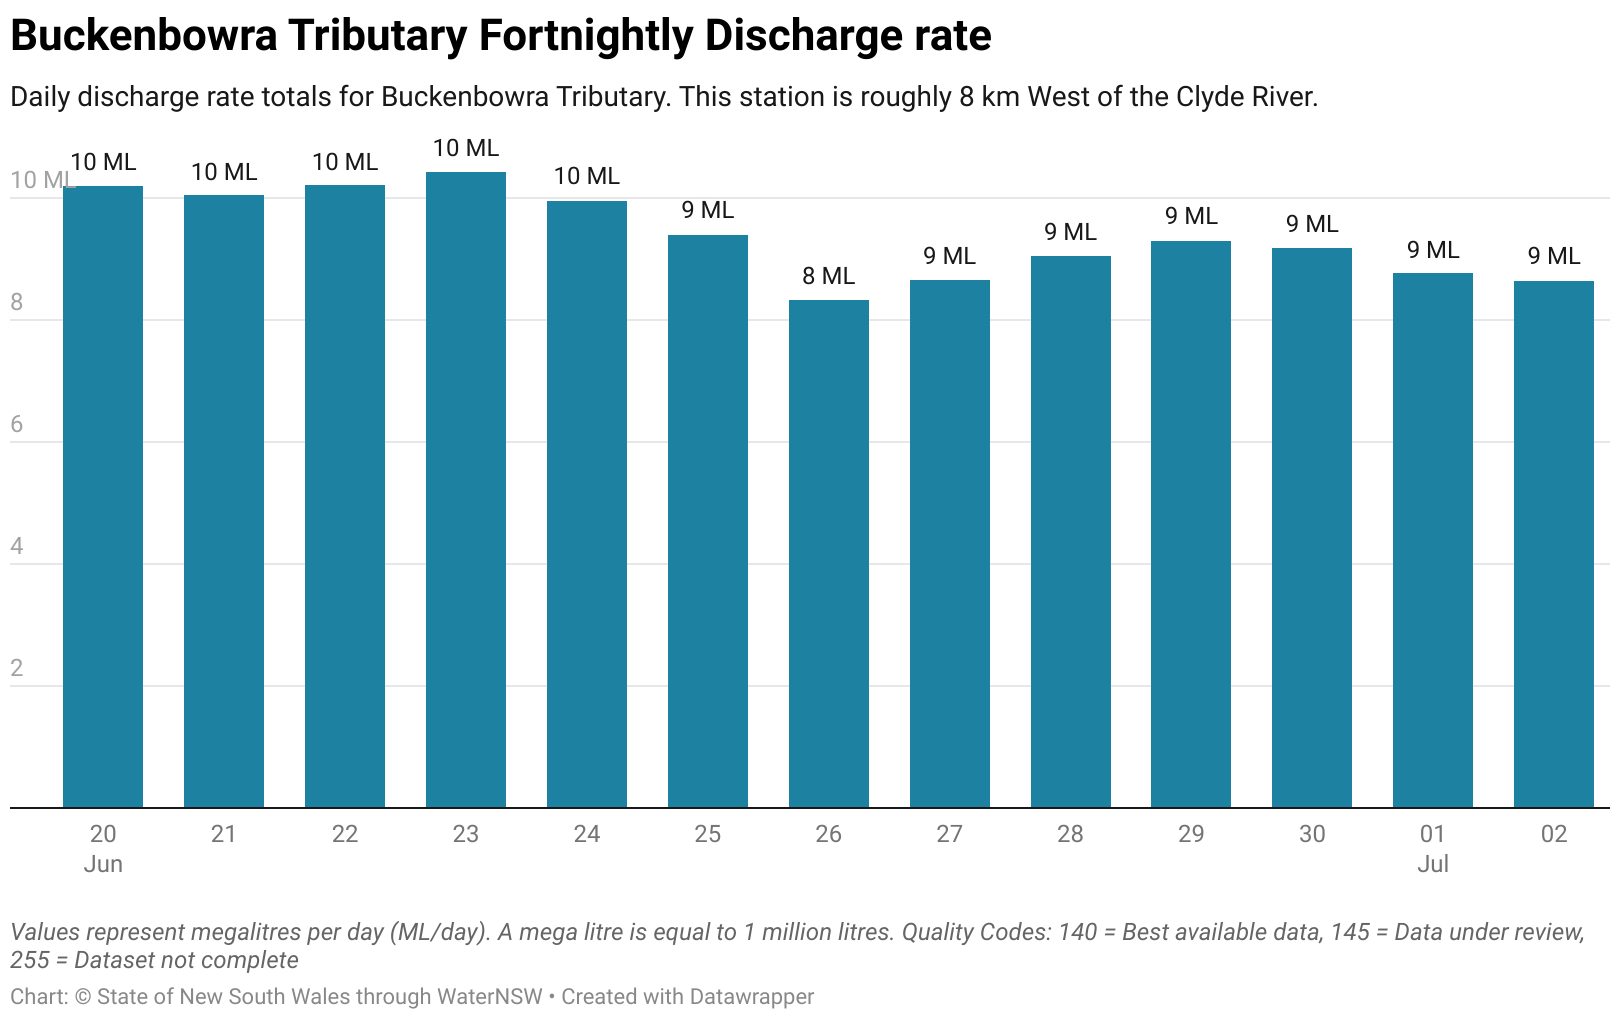 Buckenbowra Tributary Fortnightly Discharge rate
Daily discharge rate totals for Buckenbowra Tributary. This station is roughly 8 km West of the Clyde River.
10 ML
10 ML
10 ML
10 ML
10 ML
9 ML
8 ML
9 ML
9 ML
9 ML
9 ML
9 ML
9 ML
10 ML
8
6
4
2
20 21 22 23 24 25 26 27 28 29 30 01 02
Jun Jul
Values represent megalitres per day (ML/day). A mega litre is equal to 1 million litres. Quality Codes: 140 = Best available data, 145 = Data under review,
255 = Dataset not complete
Chart: © State of New South Wales through WaterNSW • Created with Datawrapper